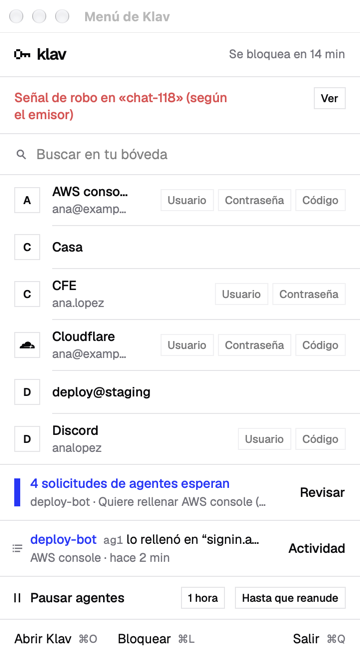 Menú de Klav
klav Se bloquea en 14 min
Señal de robo en «chat-118» (según Ver
el emisor)
Buscar en tu bóveda
A AWS conso… Usuario Contraseña Código
ana@examp…
C Casa
C CFE Usuario Contraseña
ana.lopez
Cloudflare Usuario Contraseña Código
ana@examp…
D deploy@staging
D Discord Usuario Código
analopez
4 solicitudes de agentes esperan Revisar
deploy-bot · Quiere rellenar AWS console (…
deploy-bot ag1 lo rellenó en “signin.a… Actividad
AWS console · hace 2 min
Pausar agentes 1 hora Hasta que reanude
Abrir Klav ⌘O Bloquear ⌘L Salir ⌘Q